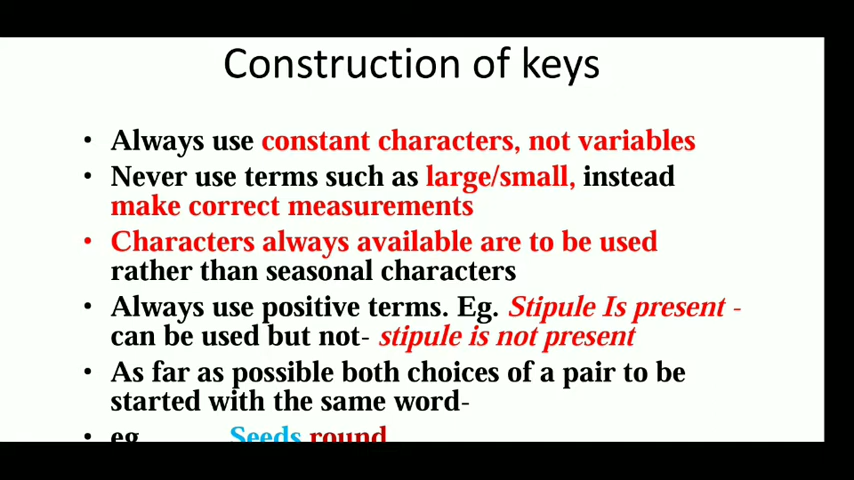 Construction of keys
• Always use constant characters, not variables
• Never use terms such as large/small, instead
make correct measurements
• Characters always available are to be used
rather than seasonal characters
• Always use positive terms. Eg. Stipule Is present -
can be used but not- stipule is not present
• As far as possible both choices of a pair to be
started with the same word-
• eg Seeds round